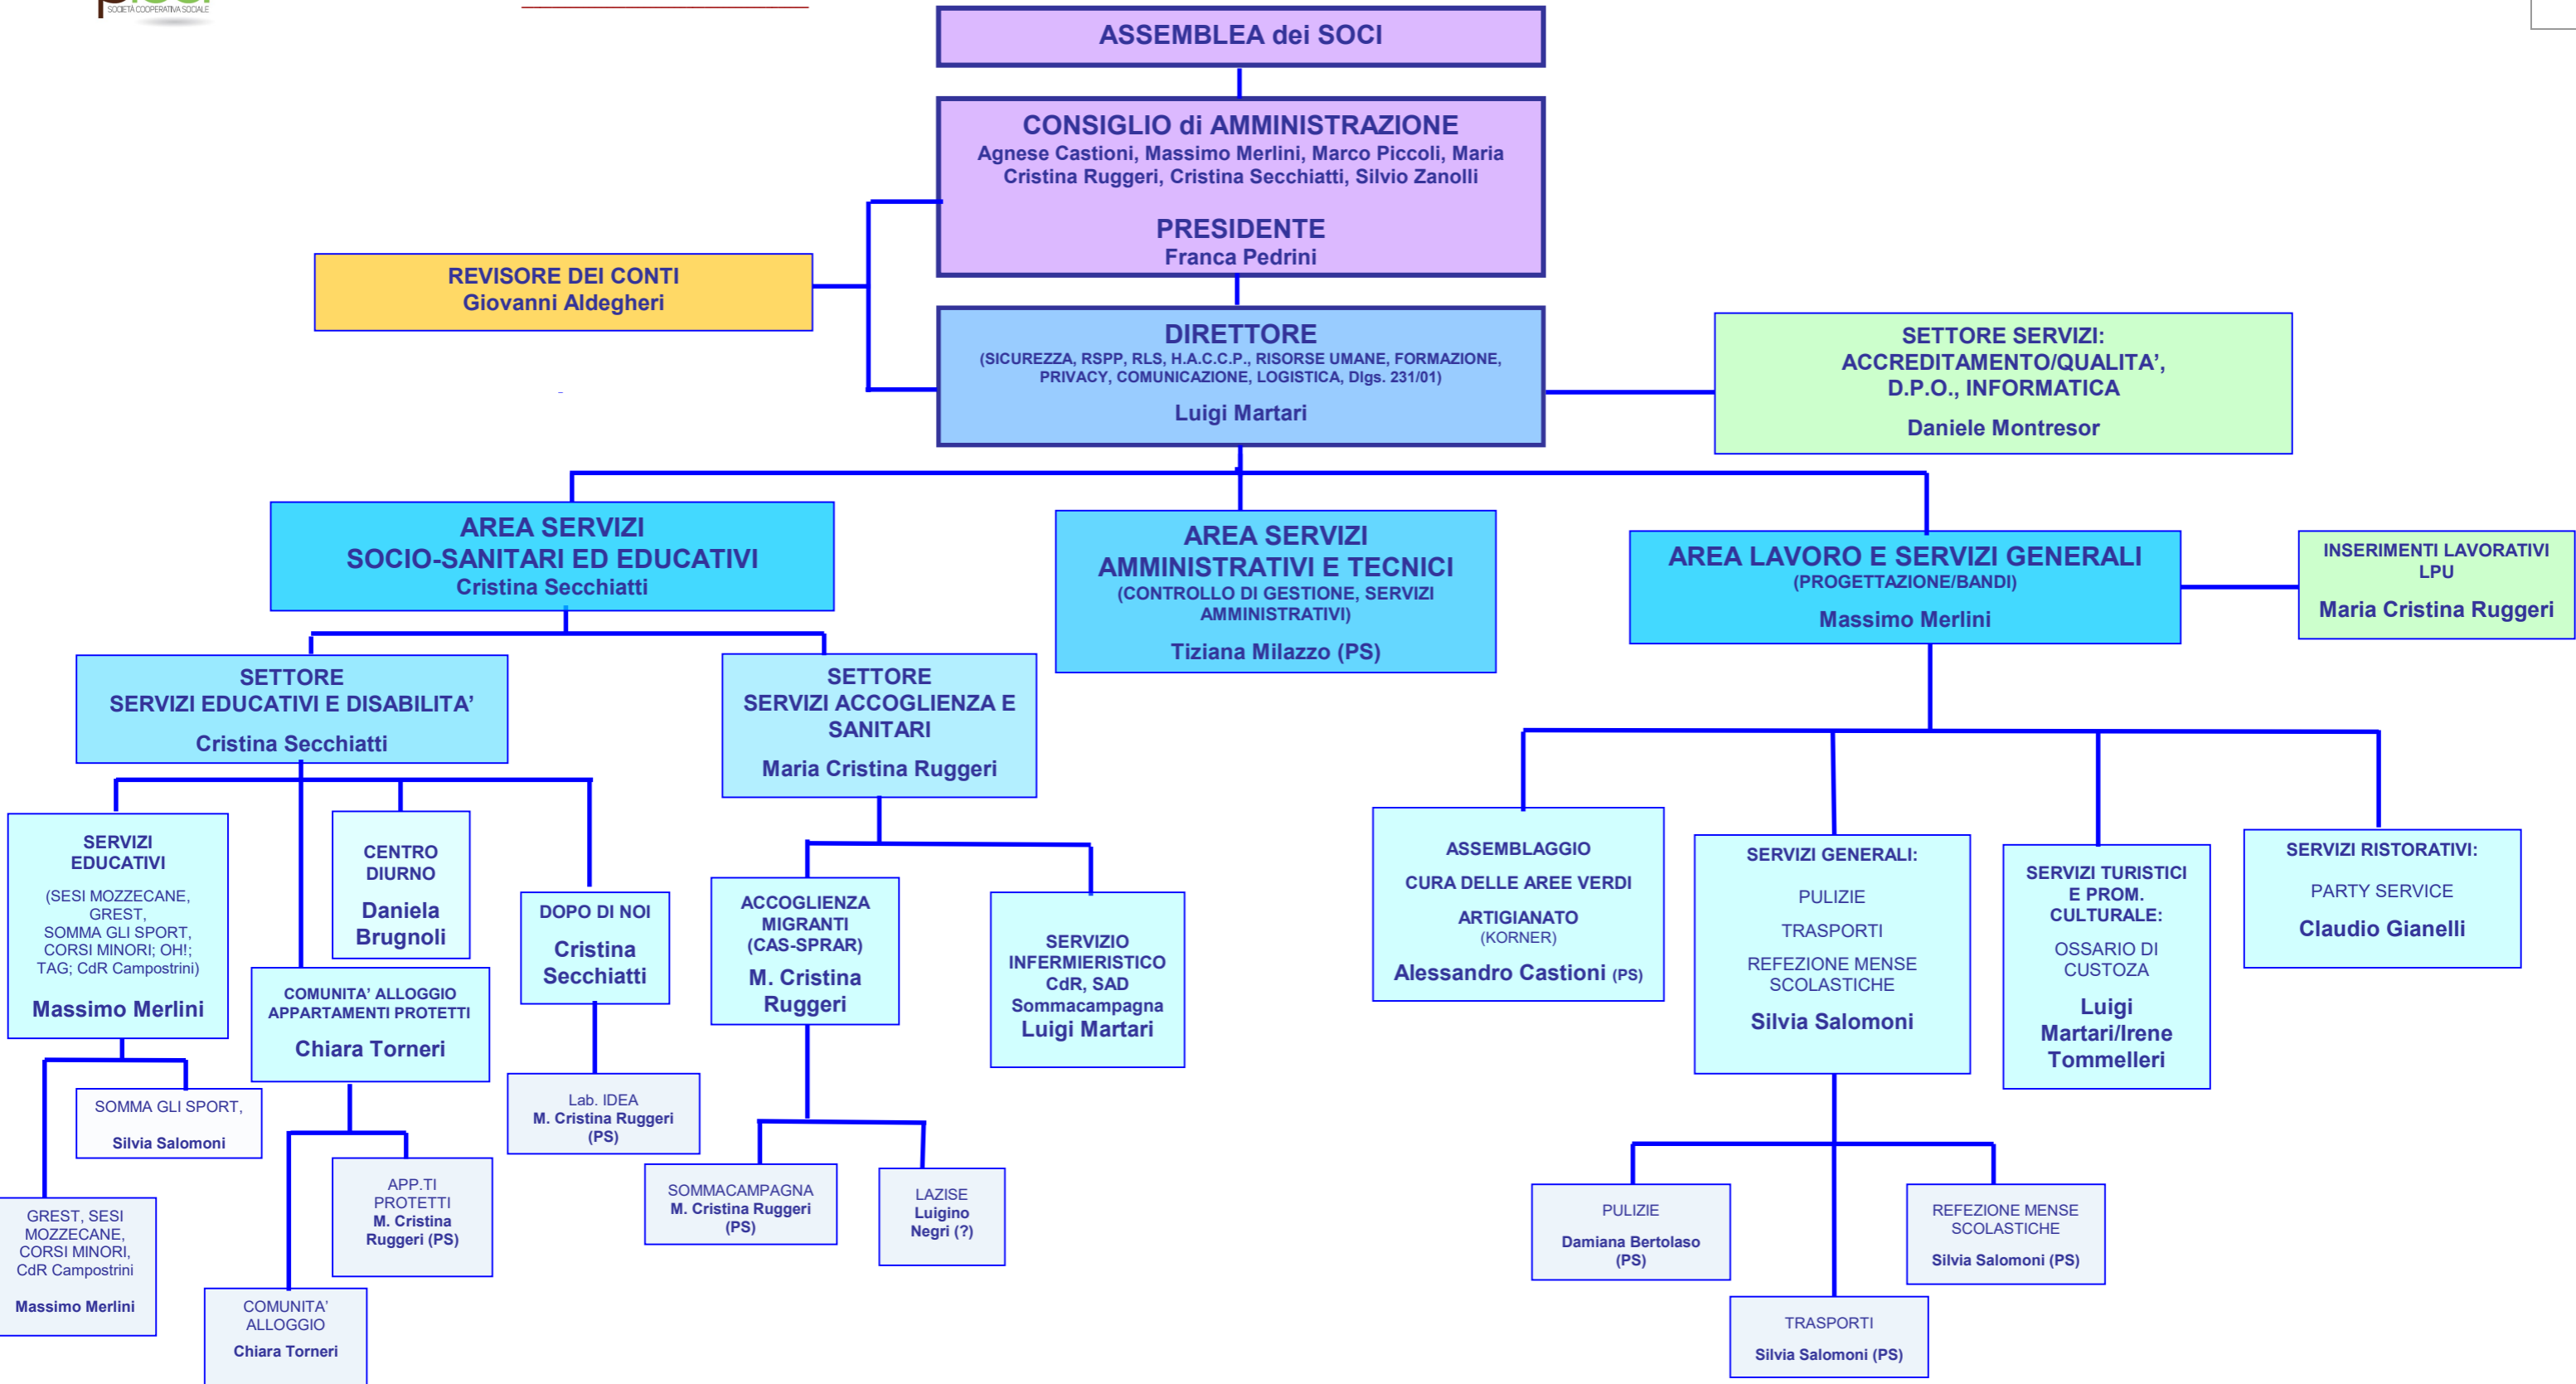 SOCIETÀ COOPERATIVA SOCIALE
ASSEMBLEA dei SOCI
CONSIGLIO di AMMINISTRAZIONE
Agnese Castioni, Massimo Merlini, Marco Piccoli, Maria
Cristina Ruggeri, Cristina Secchiatti, Silvio Zanolli
PRESIDENTE
Franca Pedrini
REVISORE DEI CONTI
Giovanni Aldegheri
DIRETTORE
(SICUREZZA, RSPP, RLS, H.A.C.C.P., RISORSE UMANE, FORMAZIONE,
PRIVACY, COMUNICAZIONE, LOGISTICA, Dlgs. 231/01)
Luigi Martari
SETTORE SERVIZI:
ACCREDITAMENTO/QUALITA’,
D.P.O., INFORMATICA
Daniele Montresor
AREA SERVIZI
SOCIO-SANITARI ED EDUCATIVI
Cristina Secchiatti
AREA SERVIZI
AMMINISTRATIVI E TECNICI
(CONTROLLO DI GESTIONE, SERVIZI
AMMINISTRATIVI)
Tiziana Milazzo (PS)
AREA LAVORO E SERVIZI GENERALI
(PROGETTAZIONE/BANDI)
Massimo Merlini
INSERIMENTI LAVORATIVI
LPU
Maria Cristina Ruggeri
SETTORE
SERVIZI EDUCATIVI E DISABILITA’
Cristina Secchiatti
SETTORE
SERVIZI ACCOGLIENZA E
SANITARI
Maria Cristina Ruggeri
SERVIZI
EDUCATIVI
(SESI MOZZECANE,
GREST,
SOMMA GLI SPORT,
CORSI MINORI; OH!;
TAG; CdR Campostrini)
Massimo Merlini
CENTRO
DIURNO
Daniela
Brugnoli
COMUNITA’ ALLOGGIO
APPARTAMENTI PROTETTI
Chiara Torneri
DOPO DI NOI
Cristina
Secchiatti
ACCOGLIENZA
MIGRANTI
(CAS-SPRAR)
M. Cristina
Ruggeri
SERVIZIO
INFERMIERISTICO
CdR, SAD
Sommacampagna
Luigi Martari
ASSEMBLAGGIO
CURA DELLE AREE VERDI
ARTIGIANATO
(KORNER)
Alessandro Castioni (PS)
SERVIZI GENERALI:
PULIZIE
TRASPORTI
REFEZIONE MENSE
SCOLASTICHE
Silvia Salomoni
SERVIZI TURISTICI
E PROM.
CULTURALE:
OSSARIO DI
CUSTOZA
Luigi
Martari/Irene
Tommelleri
SERVIZI RISTORATIVI:
PARTY SERVICE
Claudio Gianelli
SOMMA GLI SPORT,
Silvia Salomoni
GREST, SESI
MOZZECANE,
CORSI MINORI,
CdR Campostrini
Massimo Merlini
COMUNITA’
ALLOGGIO
Chiara Torneri
APP.TI
PROTETTI
M. Cristina
Ruggeri (PS)
Lab. IDEA
M. Cristina Ruggeri
(PS)
SOMMACAMPAGNA
M. Cristina Ruggeri
(PS)
LAZISE
Luigino
Negri (?)
PULIZIE
Damiana Bertolaso
(PS)
TRASPORTI
Silvia Salomoni (PS)
REFEZIONE MENSE
SCOLASTICHE
Silvia Salomoni (PS)